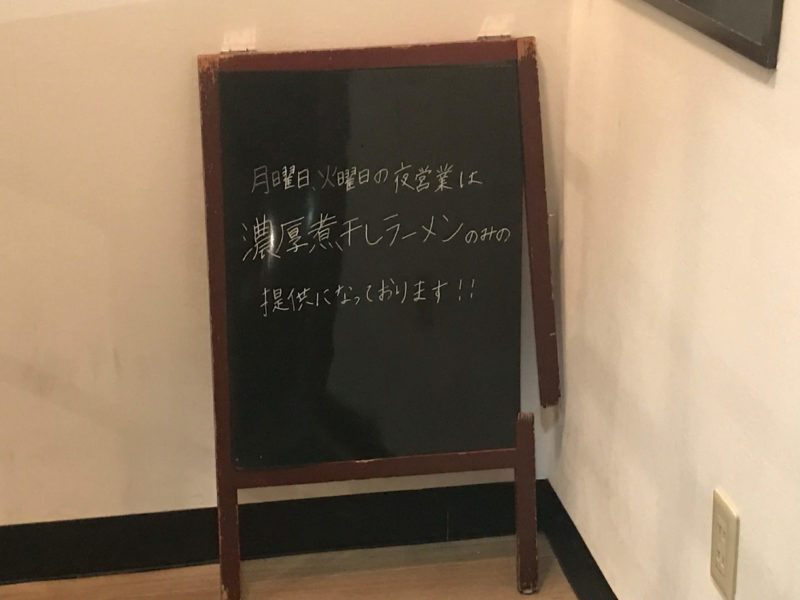 月曜日、火曜日の夜営業は
濃厚煮干しラーメンのみの
提供になっております!!